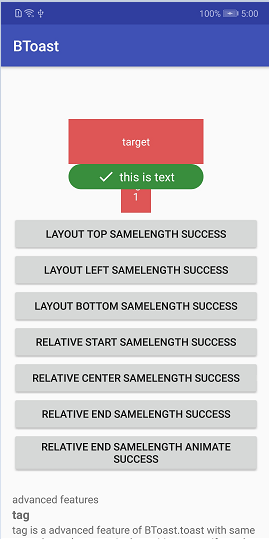 100% 5:00
BToast
target
this is text
1
LAYOUT TOP SAMELENGTH SUCCESS
LAYOUT LEFT SAMELENGTH SUCCESS
LAYOUT BOTTOM SAMELENGTH SUCCESS
RELATIVE START SAMELENGTH SUCCESS
RELATIVE CENTER SAMELENGTH SUCCESS
RELATIVE END SAMELENGTH SUCCESS
RELATIVE END SAMELENGTH ANIMATE
SUCCESS
advanced features
tag
tag is a advanced feature of BToast.toast with same